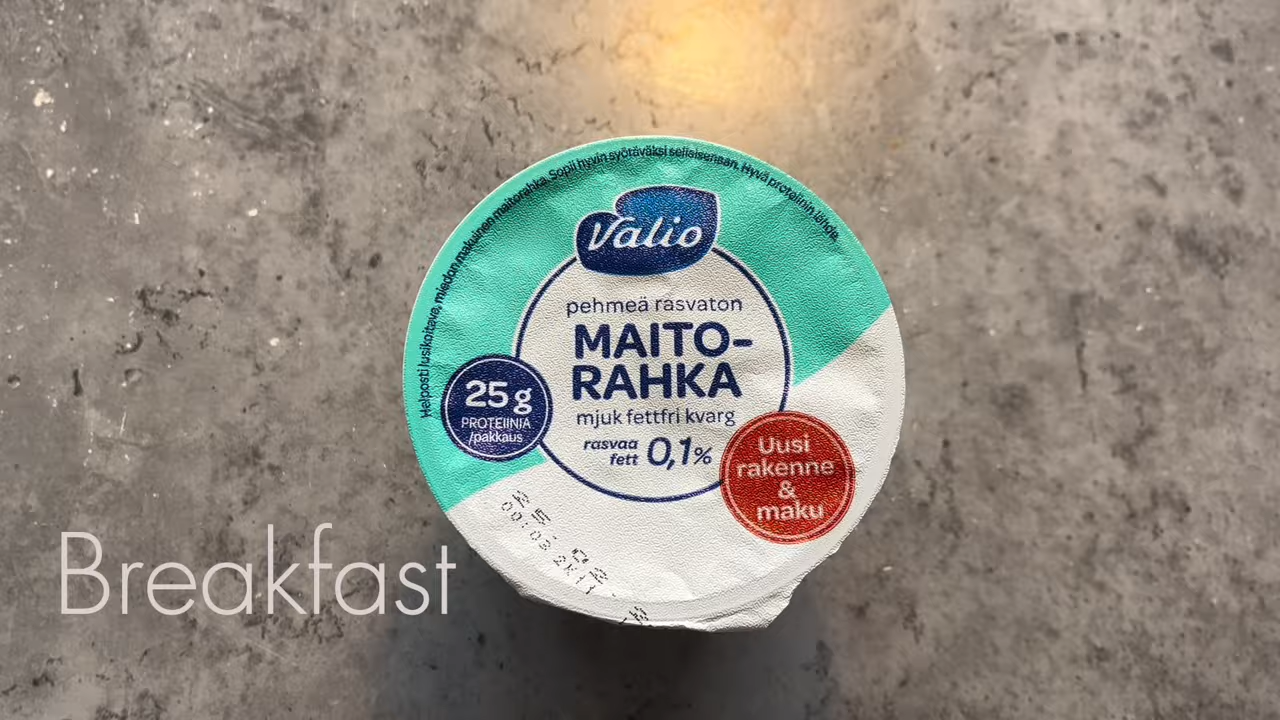 Helposti lusikoitava, miedon makuinen maitorahka. Sopii hyvin syötäväksi sellaisenaan. Hyvä proteiinin lähde.
Valio
pehmeä rasvaton
MAITO-
RAHKA
mjuk fettfri kvarg
rasvaa
fett 0,1%
25g
PROTEIINIA
/pakkaus
Uusi
rakenne
&
maku
Breakfast